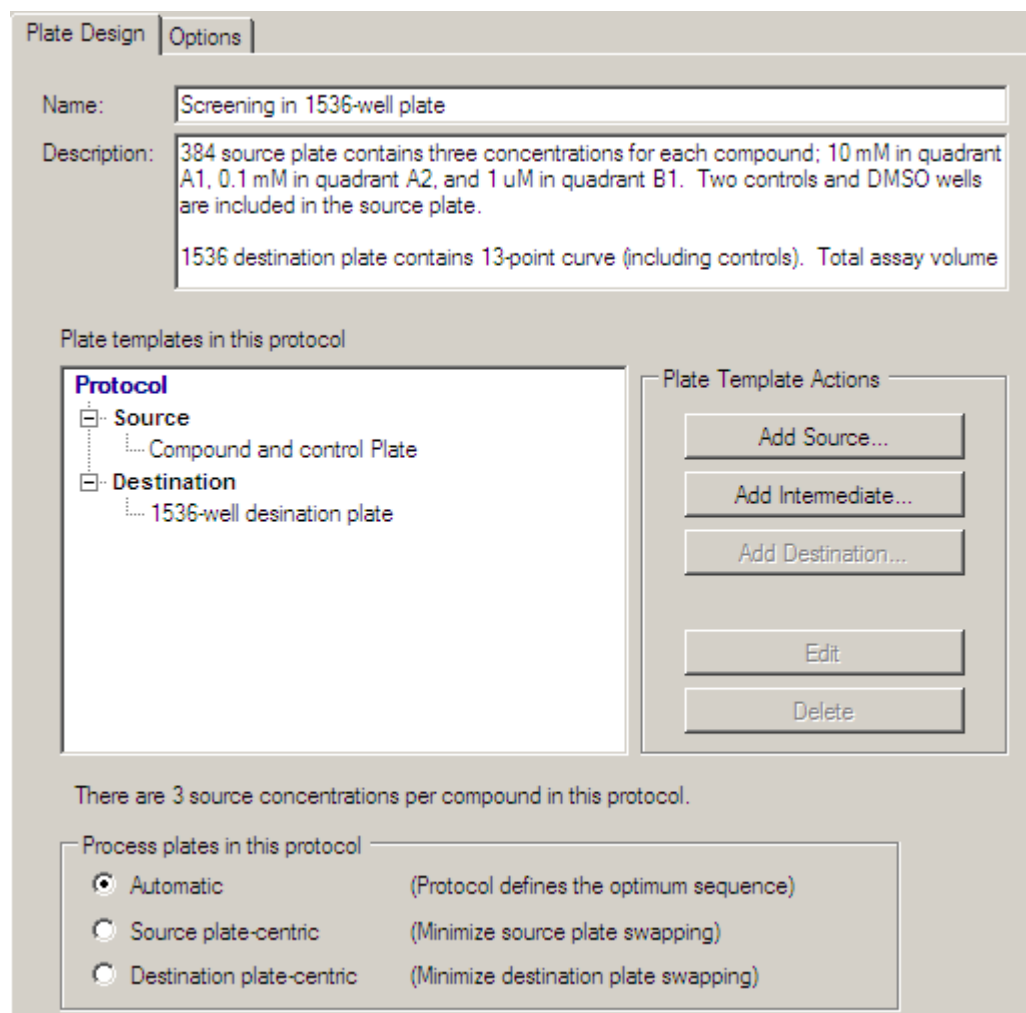 Plate Design Options
Name: Screening in 1536-well plate
Description: 384 source plate contains three concentrations for each compound; 10 mM in quadrant
A1, 0.1 mM in quadrant A2, and 1 uM in quadrant B1. Two controls and DMSO wells
are included in the source plate.
1536 destination plate contains 13-point curve (including controls). Total assay volume
Plate templates in this protocol
Protocol
Source
Compound and control Plate
Destination
1536-well desination plate
Plate Template Actions
Add Source...
Add Intermediate...
Add Destination...
Edit
Delete
There are 3 source concentrations per compound in this protocol.
Process plates in this protocol
Automatic (Protocol defines the optimum sequence)
Source plate-centric (Minimize source plate swapping)
Destination plate-centric (Minimize destination plate swapping)